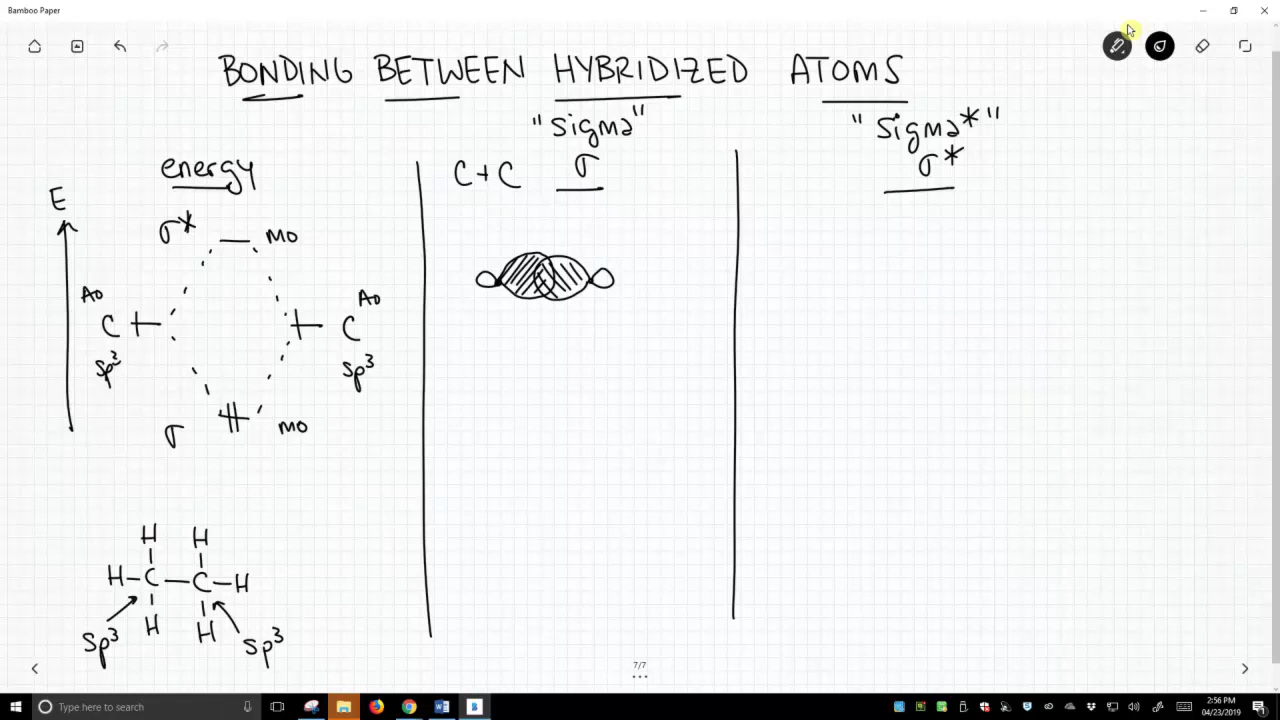 Bamboo Paper
BONDING BETWEEN HYBRIDIZED ATOMS
"Sigma"
"Sigma*"
energy
C + C σ
σ*
E
σ*
MO
AO
AO
C
C
sp3
sp3
σ
MO
H H
H-C-C-H
H H
sp3
sp3
7/7
Type here to search
2:56 PM
04/23/2019